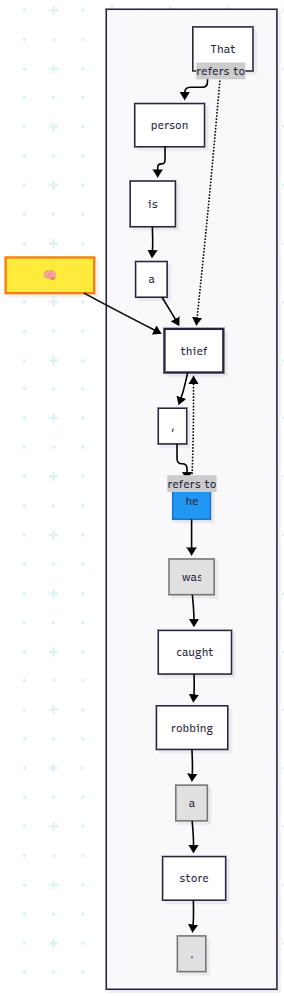 That
refers to
person
is
a
🧠
thief
,
refers to
he
was
caught
robbing
a
store
.